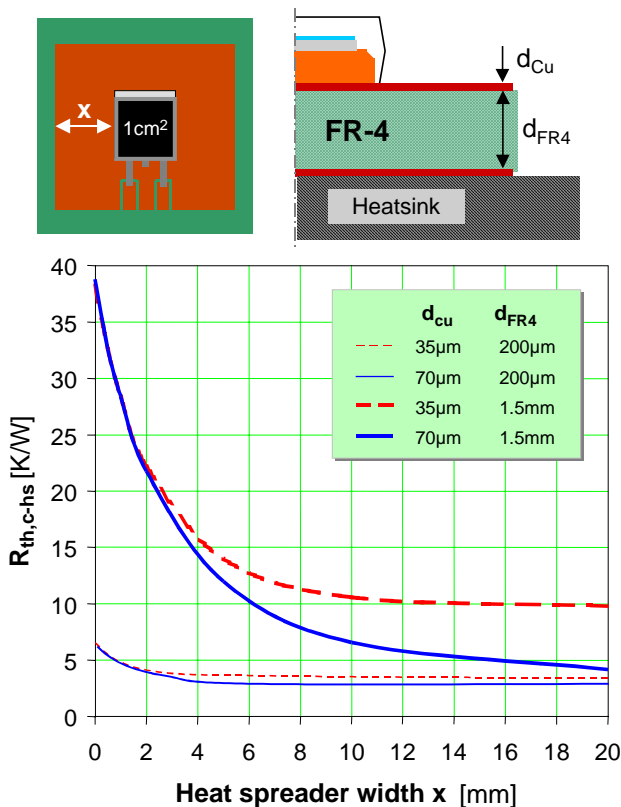 x
1cm²
d_Cu
FR-4
d_FR4
Heatsink
40
35
30
25
20
15
10
5
0
R_th,c-hs [K/W]
d_cu d_FR4
35µm 200µm
70µm 200µm
35µm 1.5mm
70µm 1.5mm
0 2 4 6 8 10 12 14 16 18 20
Heat spreader width x [mm]